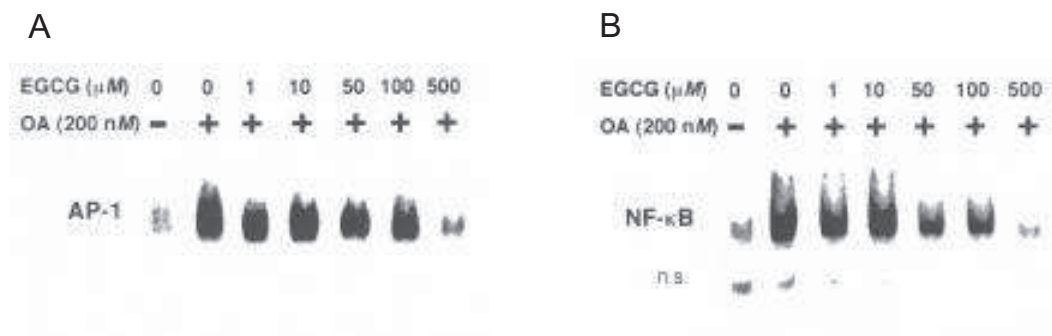 A
EGCG (µM) 0 0 1 10 50 100 500
OA (200 nM) − + + + + + +
AP-1
B
EGCG (µM) 0 0 1 10 50 100 500
OA (200 nM) − + + + + + +
NF-κB
n.s.